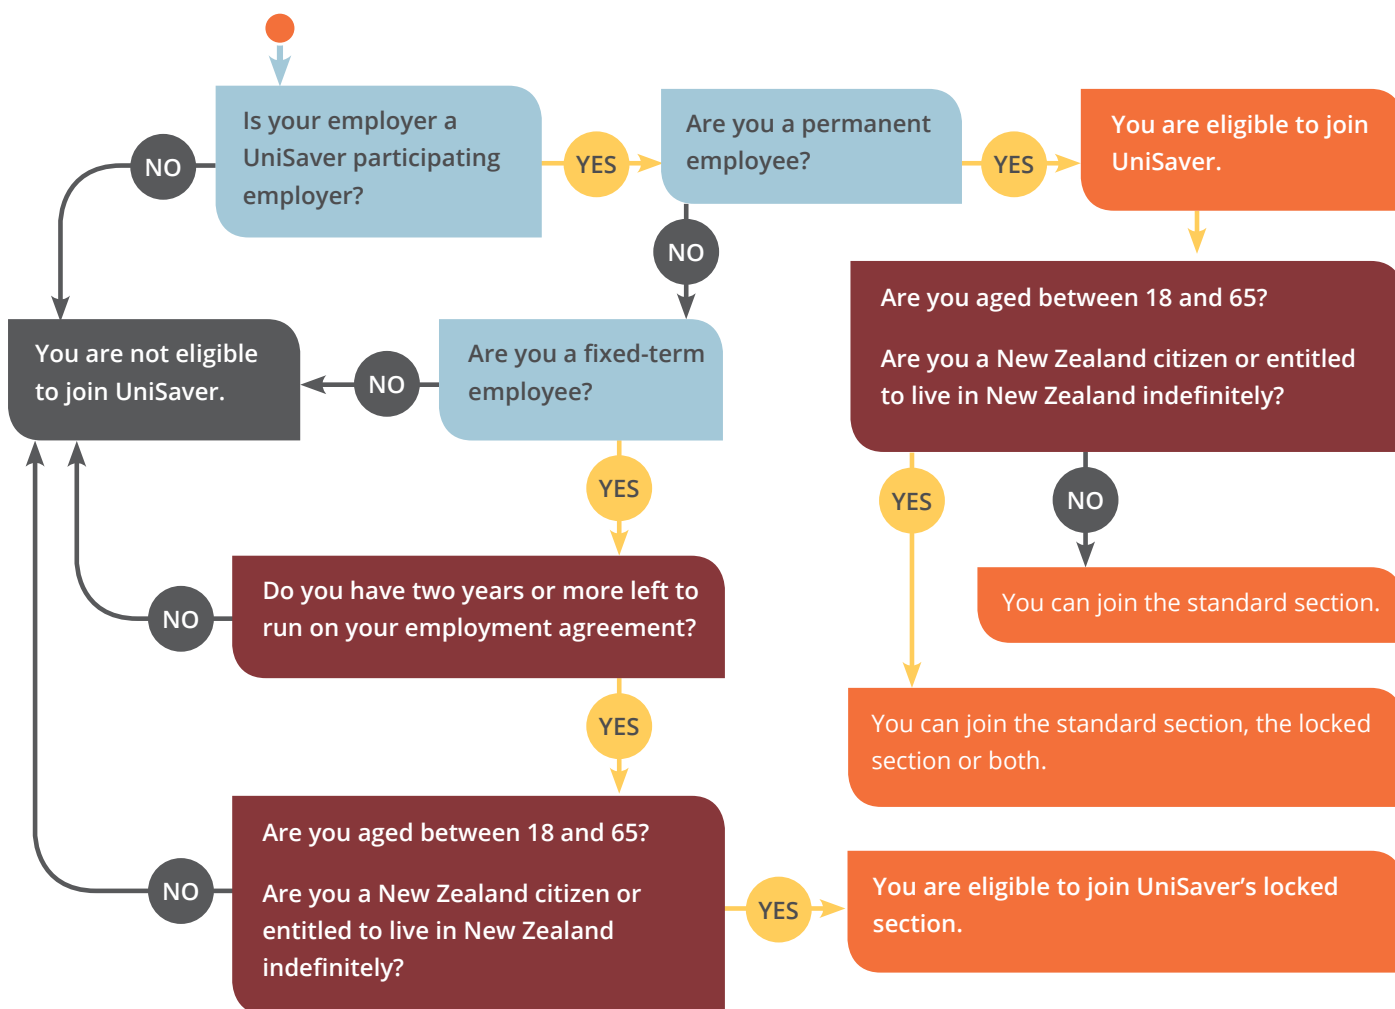 Is your employer a
UniSaver participating
employer?
NO
YES
Are you a permanent
employee?
YES
You are eligible to join
UniSaver.
NO
Are you aged between 18 and 65?
Are you a New Zealand citizen or entitled
to live in New Zealand indefinitely?
You are not eligible
to join UniSaver.
NO
Are you a fixed-term
employee?
YES
YES
NO
Do you have two years or more left to
run on your employment agreement?
NO
You can join the standard section.
YES
You can join the standard section, the locked
section or both.
Are you aged between 18 and 65?
Are you a New Zealand citizen or
entitled to live in New Zealand
indefinitely?
NO
YES
You are eligible to join UniSaver’s locked
section.